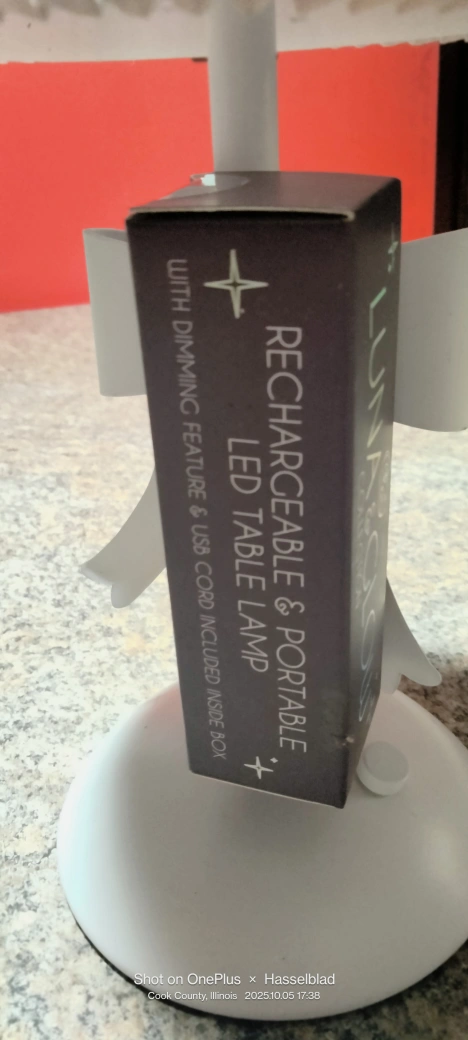 RECHARGEABLE & PORTABLE
LED TABLE LAMP
WITH DIMMING FEATURE & USB CORD INCLUDED INSIDE BOX
LUNA
Shot on OnePlus × Hasselblad
Cook County, Illinois 2025.10.05 17:38